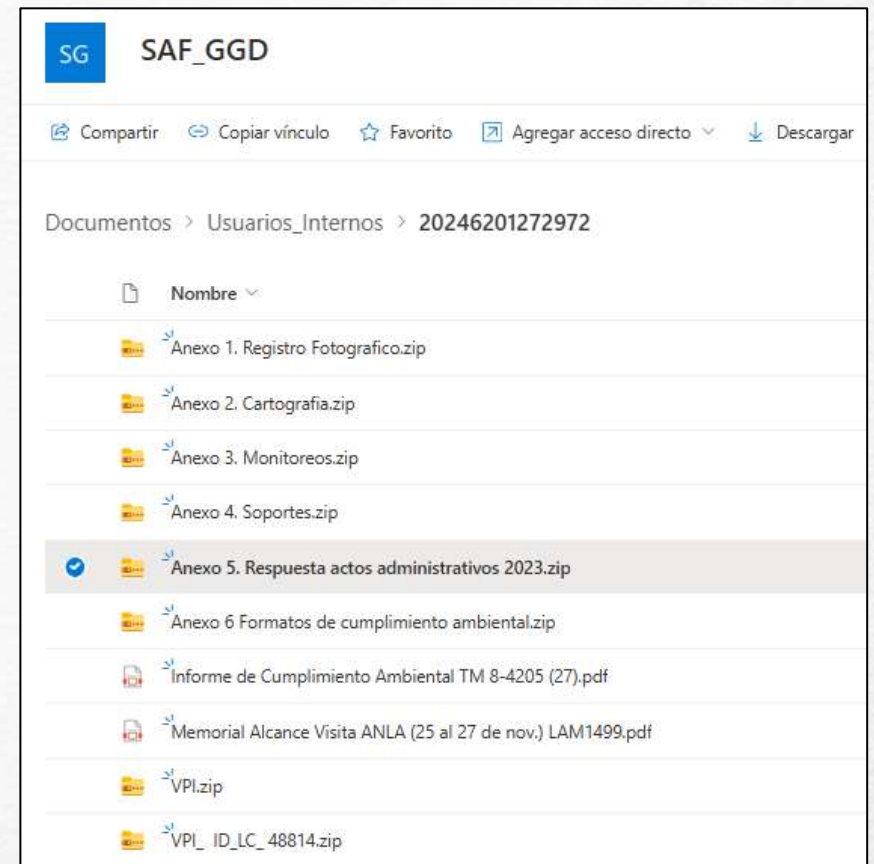 SG SAF_GGD
Compartir Copiar vínculo Favorito Agregar acceso directo Descargar
Documentos > Usuarios_Internos > 20246201272972
Nombre
Anexo 1. Registro Fotografico.zip
Anexo 2. Cartografia.zip
Anexo 3. Monitoreos.zip
Anexo 4. Soportes.zip
Anexo 5. Respuesta actos administrativos 2023.zip
Anexo 6 Formatos de cumplimiento ambiental.zip
Informe de Cumplimiento Ambiental TM 8-4205 (27).pdf
Memorial Alcance Visita ANLA (25 al 27 de nov.) LAM1499.pdf
VPI.zip
VPI_ ID_LC_ 48814.zip